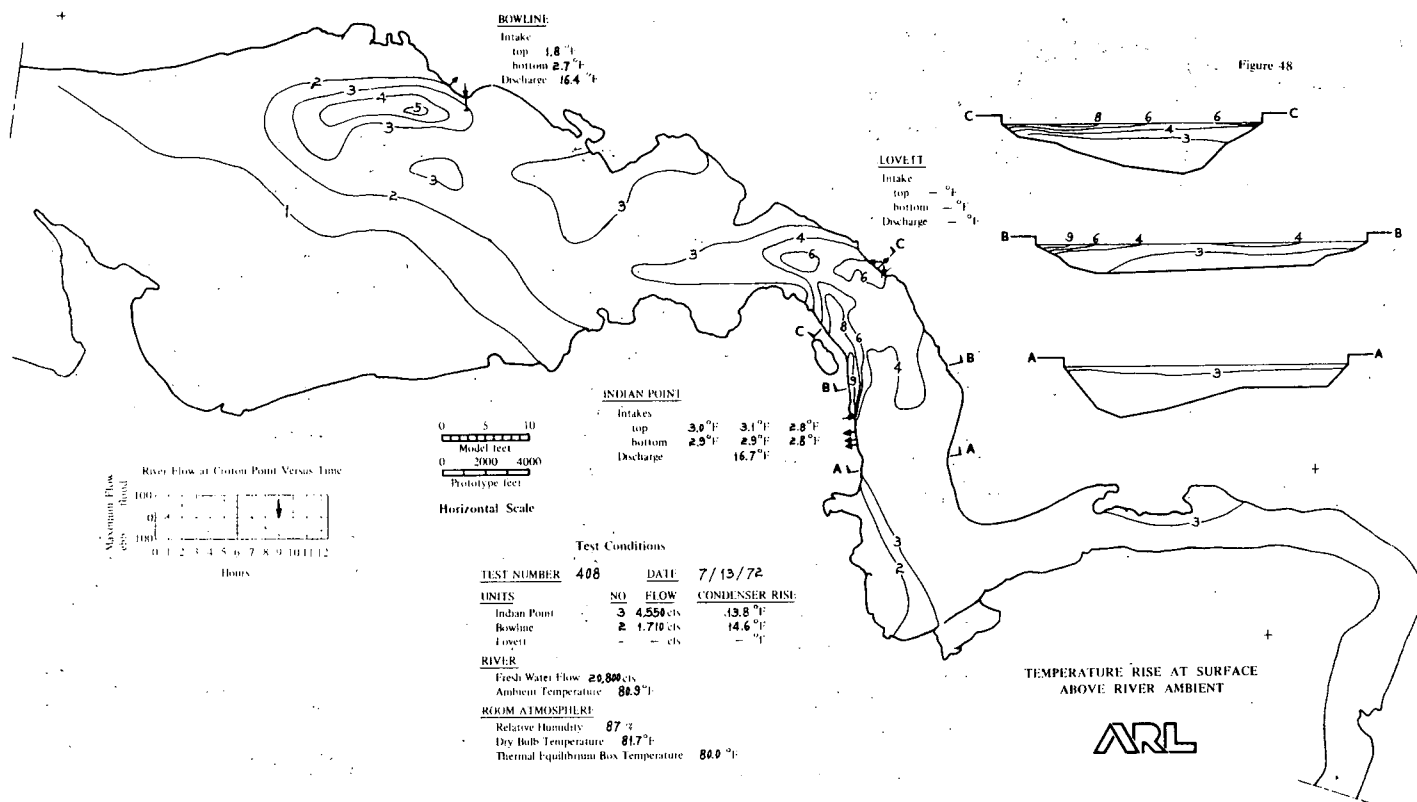 BOWLINE
Intake
top 1.8 °F
bottom 2.7 °F
Discharge 16.4 °F
Figure 48
C 8 6 6 C
4
3
LOVETT
Intake
top – °F
bottom – °F
Discharge – °F
B 9 6 4 4 B
3
A A
3
2
3
4
5
3
3
2
1
3
3
4
6
6
C
8
6
C
4
9
B
B
A
A
3
2
3
INDIAN POINT
Intakes
top 3.0 °F 3.1 °F 2.8 °F
bottom 2.9 °F 2.9 °F 2.8 °F
Discharge 16.7 °F
0 5 10
Model feet
0 2000 4000
Prototype feet
Horizontal Scale
River Flow at Croton Point Versus Time
Maximum Flow
ebb flood
100
0
100
0 1 2 3 4 5 6 7 8 9 10 11 12
Hours
Test Conditions
TEST NUMBER 408 DATE 7/13/72
UNITS NO FLOW CONDENSER RISE
Indian Point 3 4,550 cfs 13.8 °F
Bowline 2 1,710 cfs 14.6 °F
Lovett – – cfs – °F
RIVER
Fresh Water Flow 20,800 cfs
Ambient Temperature 80.9 °F
ROOM ATMOSPHERE
Relative Humidity 87 %
Dry Bulb Temperature 81.7 °F
Thermal Equilibrium Box Temperature 80.0 °F
TEMPERATURE RISE AT SURFACE
ABOVE RIVER AMBIENT
ARL